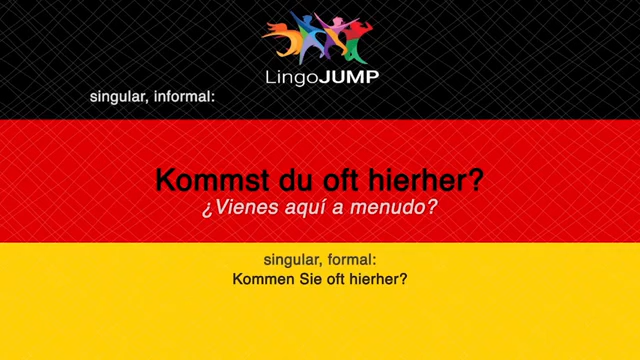 LingoJUMP
singular, informal:
Kommst du oft hierher?
¿Vienes aquí a menudo?
singular, formal:
Kommen Sie oft hierher?